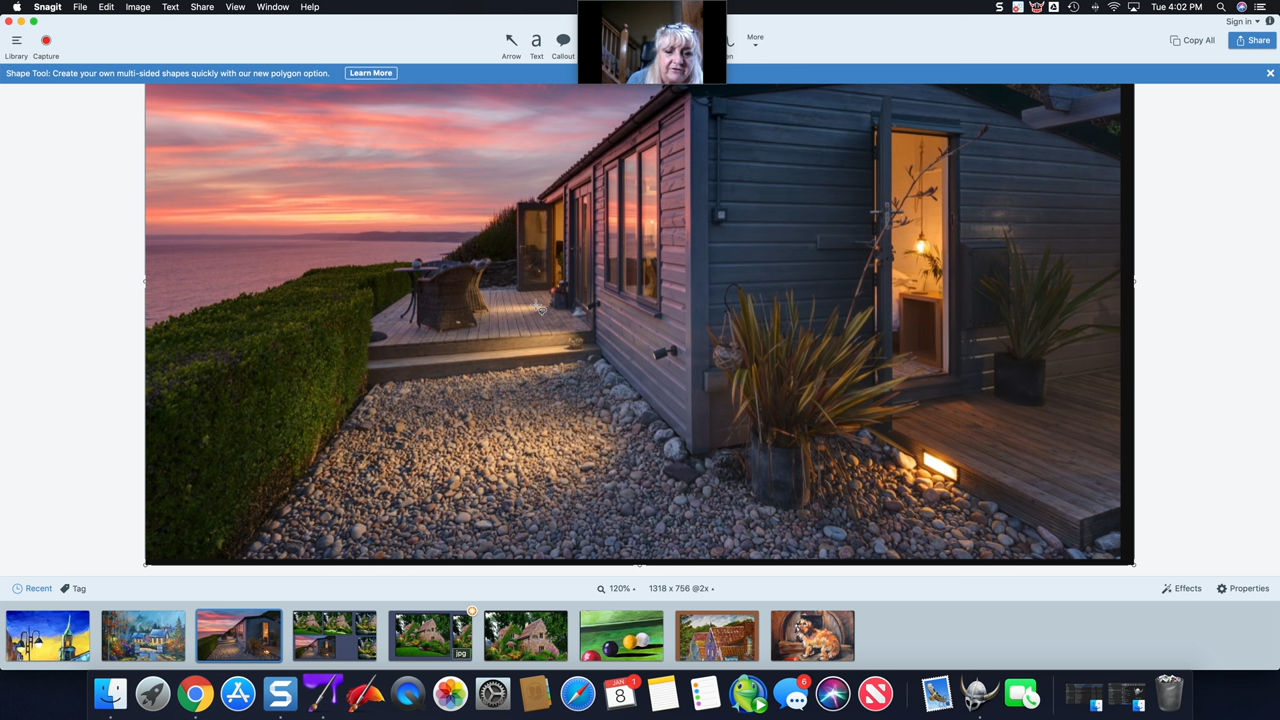 Snagit File Edit Image Text Share View Window Help
Tue 4:02 PM
Sign in
Library Capture
Arrow Text Callout
More
Copy All Share
Shape Tool: Create your own multi-sided shapes quickly with our new polygon option. Learn More
Recent Tag
120%
1318 x 756 @2x
Effects Properties
jpg
JAN 1
8
6